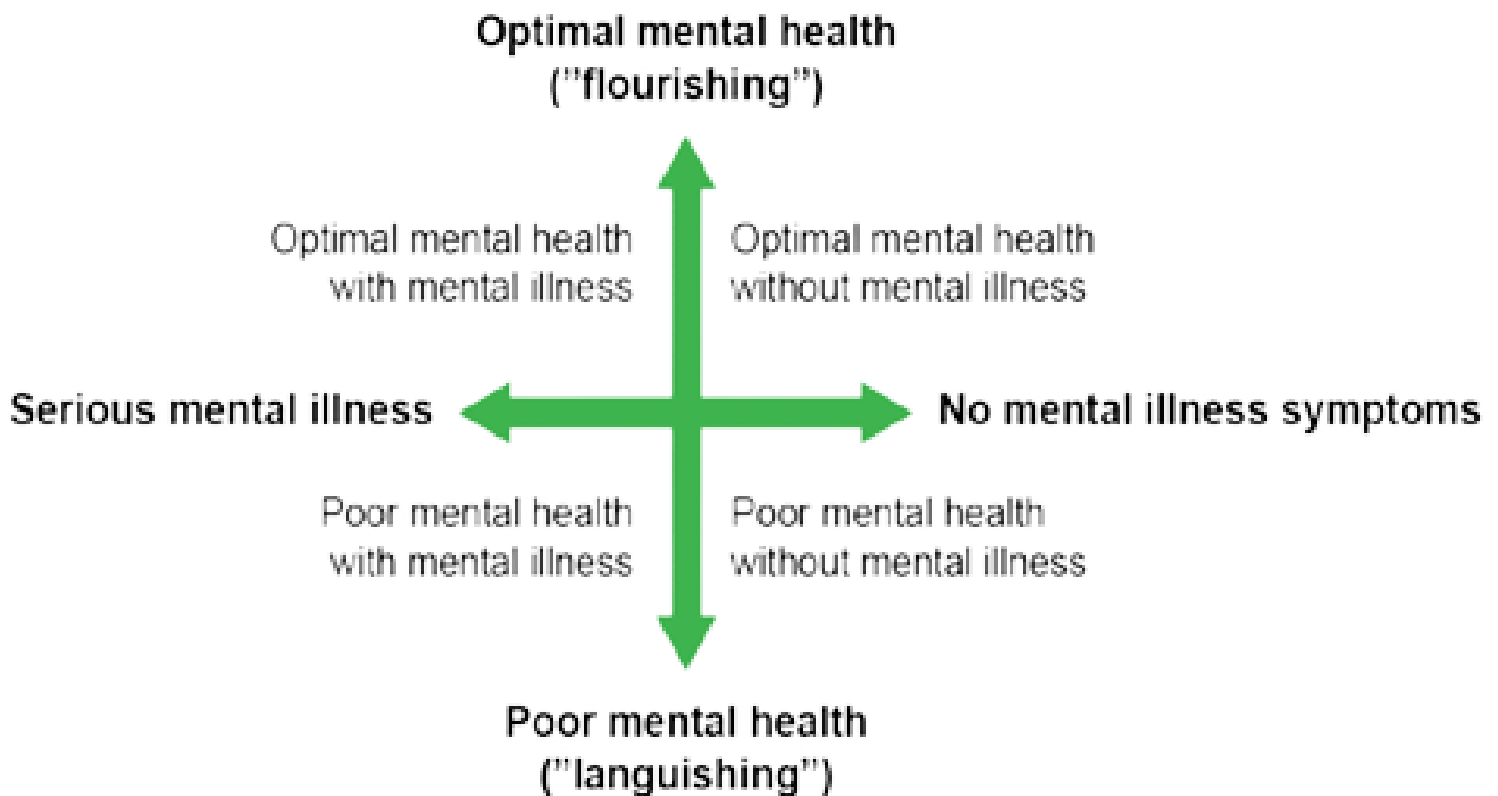 Optimal mental health
(”flourishing”)
Optimal mental health
with mental illness
Optimal mental health
without mental illness
Serious mental illness
No mental illness symptoms
Poor mental health
with mental illness
Poor mental health
without mental illness
Poor mental health
(”languishing”)